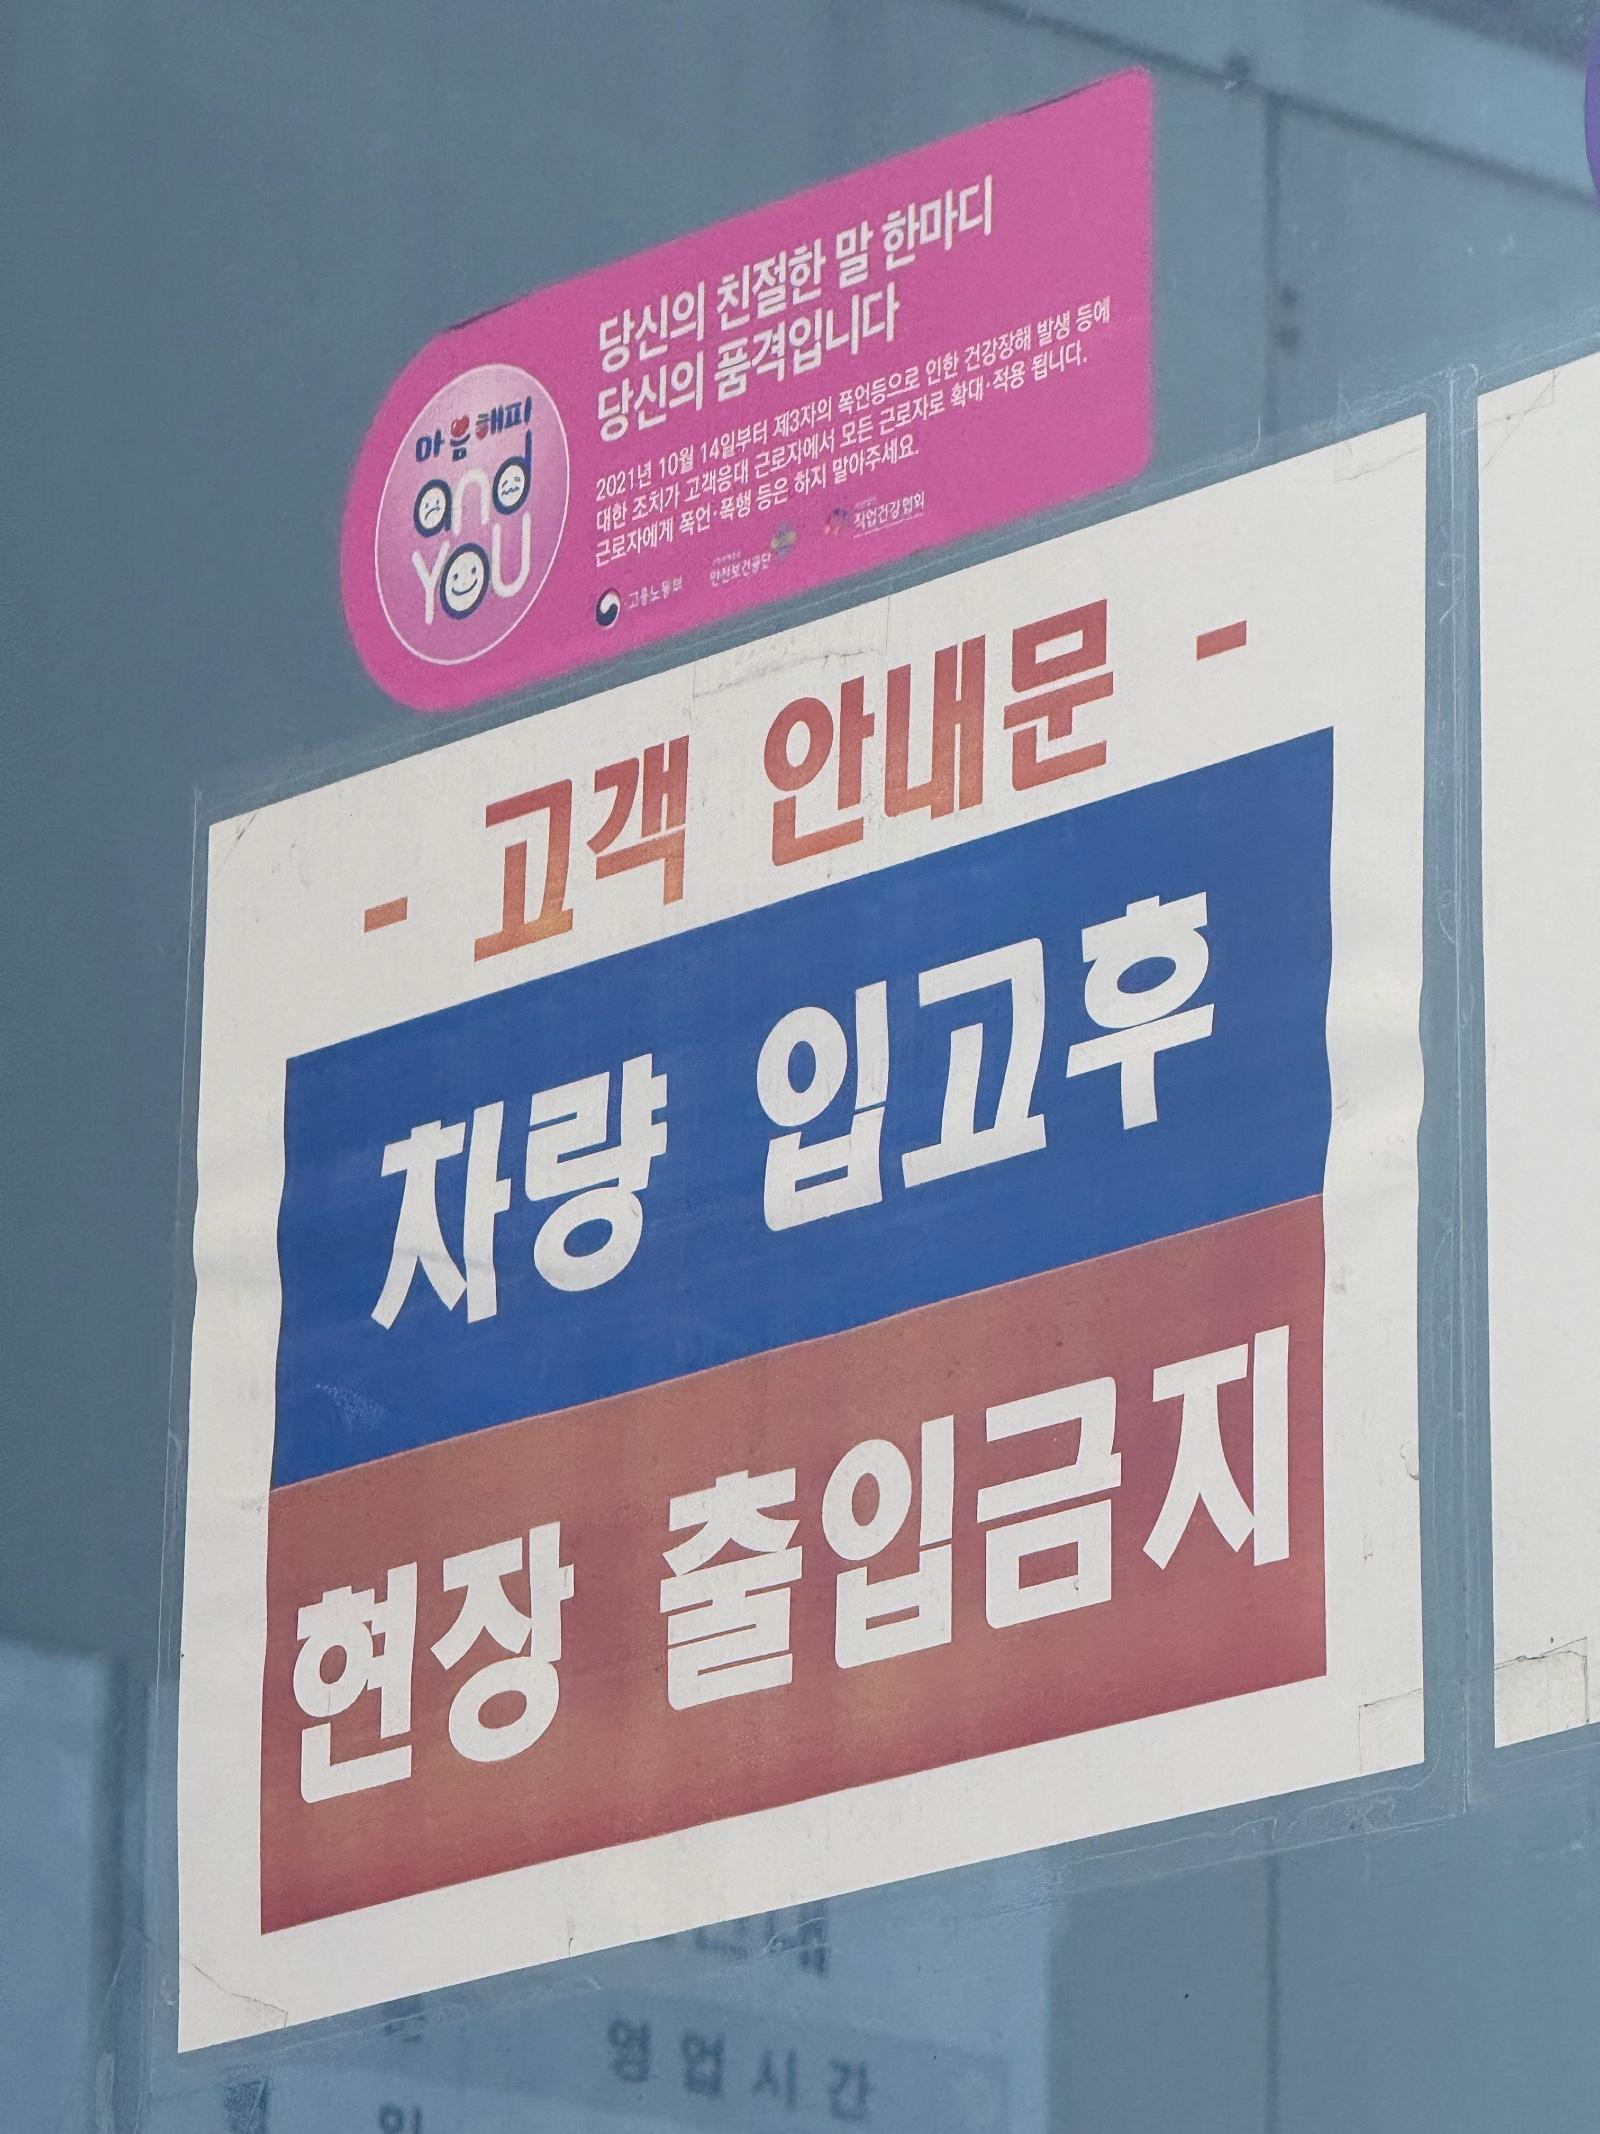 당신의 친절한 말 한마디
당신의 품격입니다
마음해피
and
YOU
2021년 10월 14일부터 제3자의 폭언등으로 인한 건강장해 발생 등에
대한 조치가 고객응대 근로자에서 모든 근로자로 확대·적용 됩니다.
근로자에게 폭언·폭행 등은 하지 말아주세요.
고용노동부 안전보건공단 직업건강협회
- 고객 안내문 -
차량 입고후
현장 출입금지
영업시간